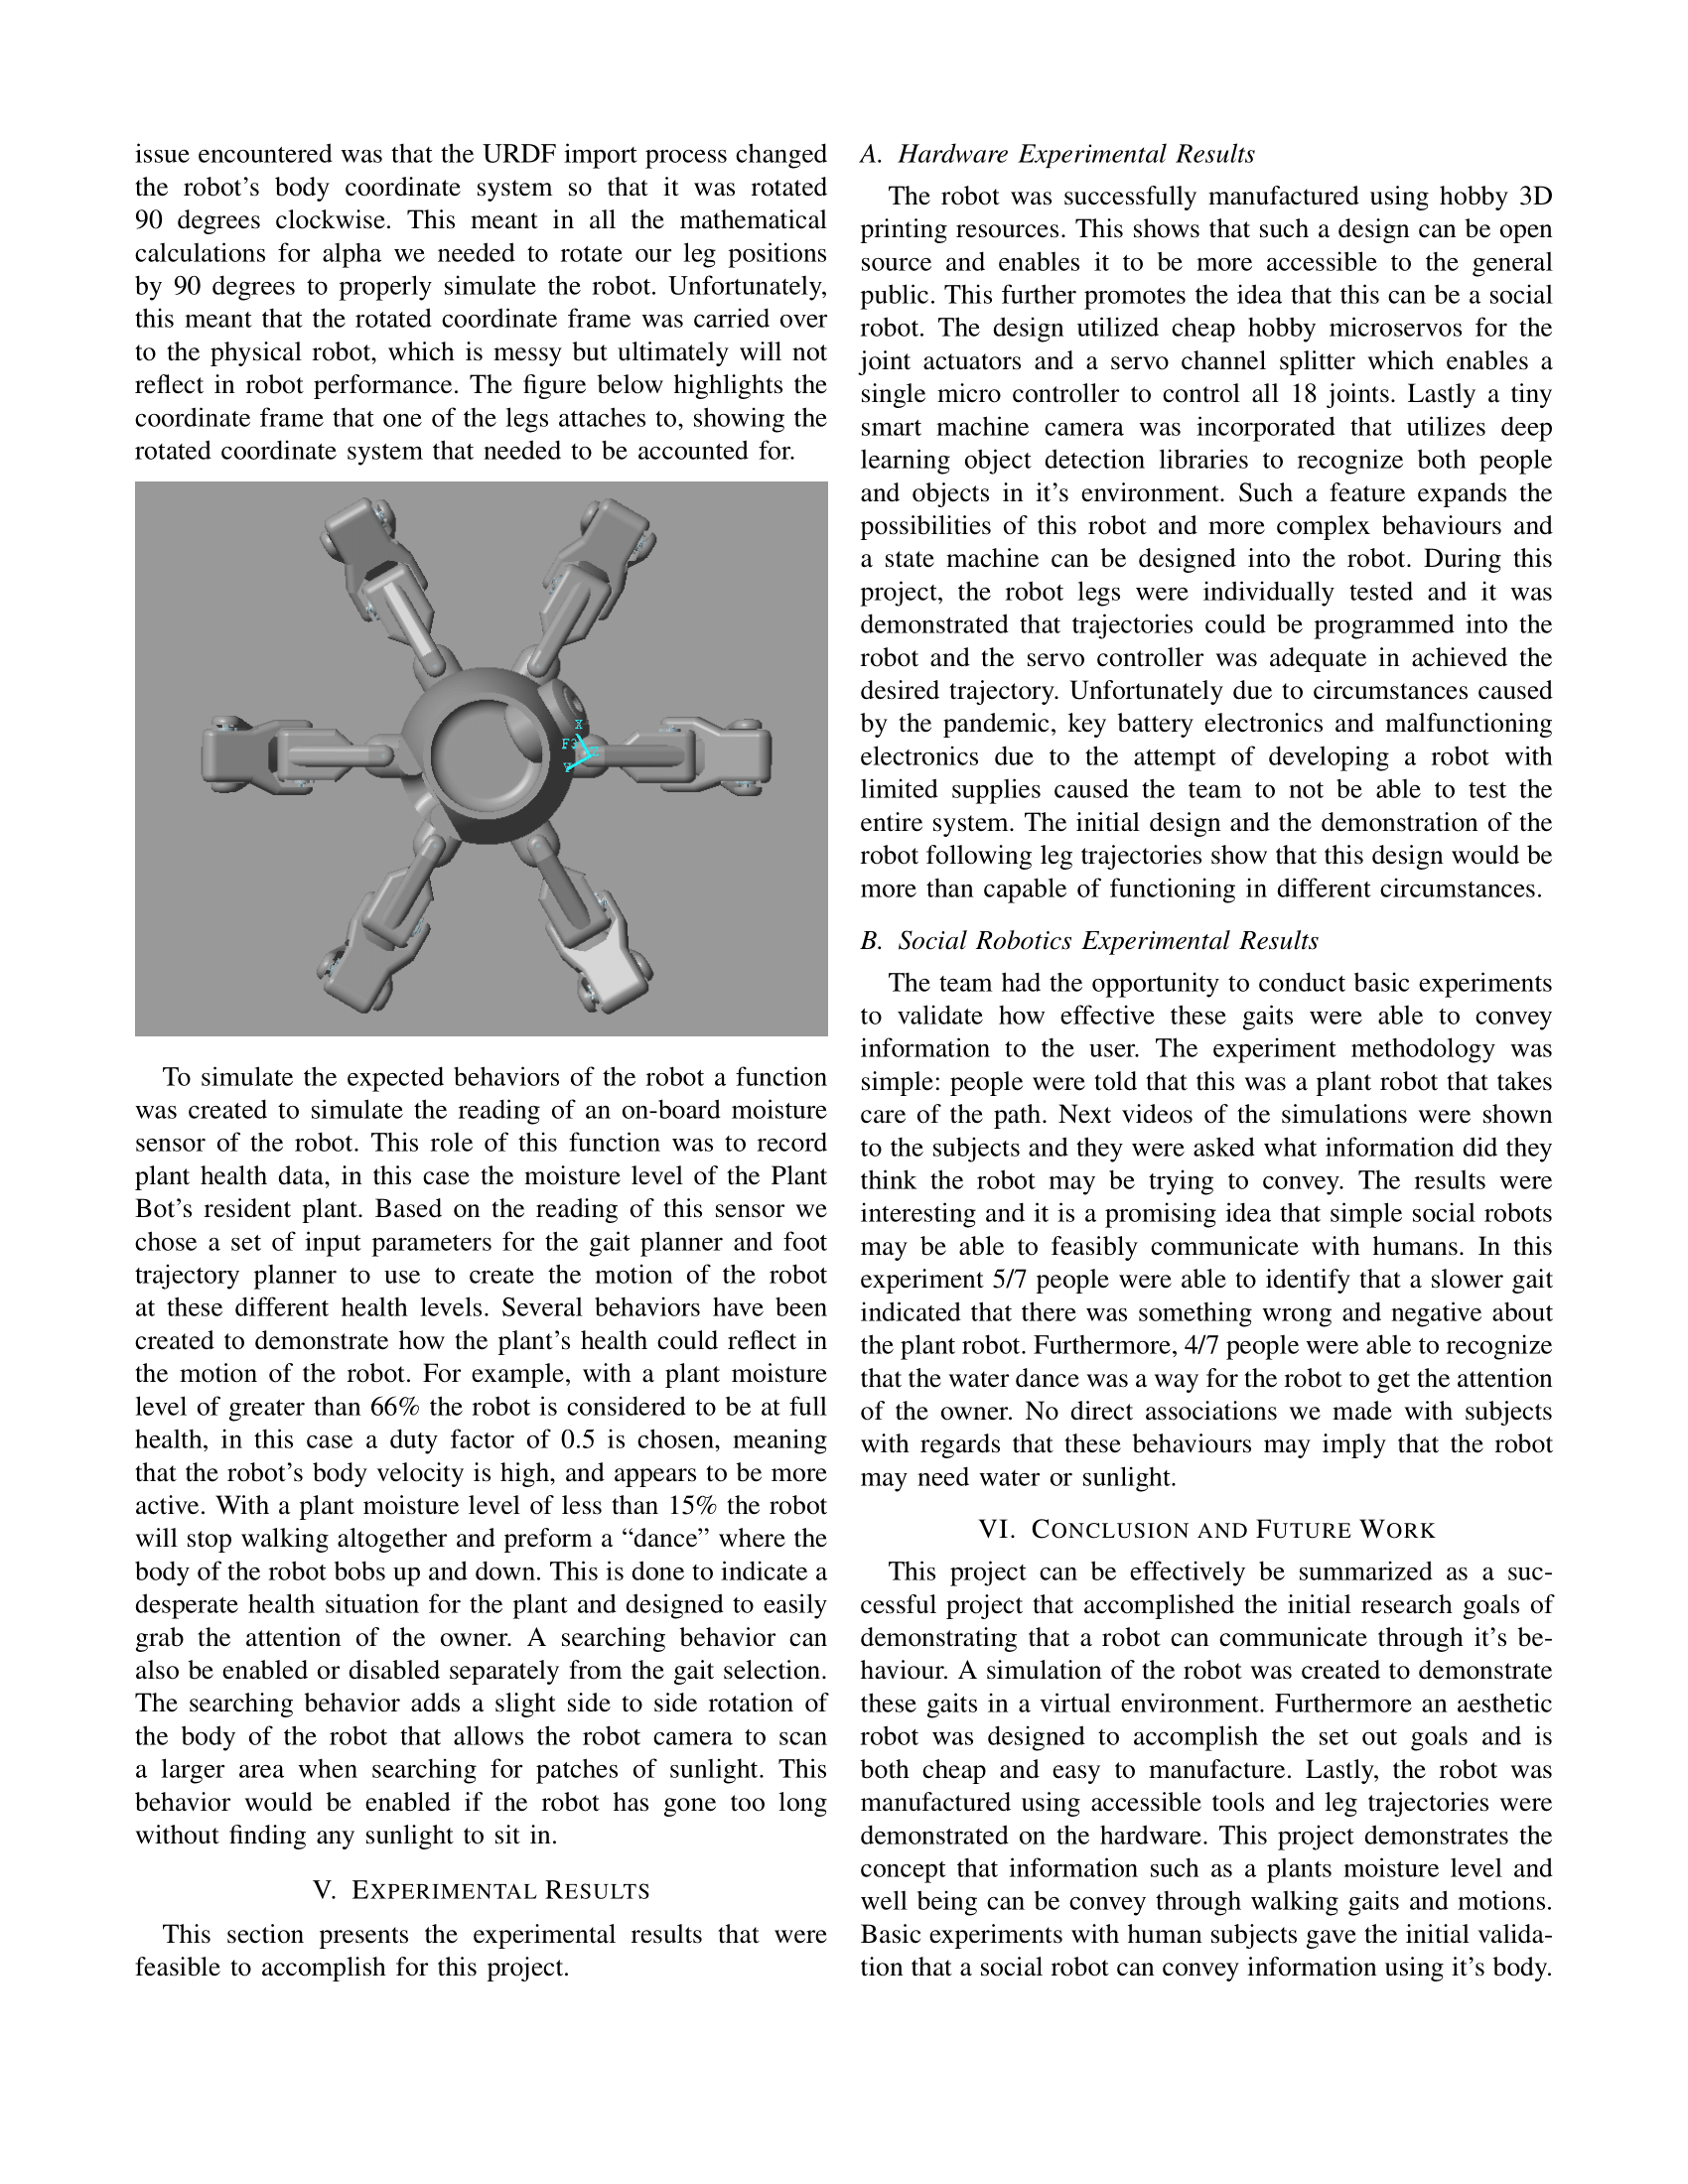 issue encountered was that the URDF import process changed
the robot's body coordinate system so that it was rotated
90 degrees clockwise. This meant in all the mathematical
calculations for alpha we needed to rotate our leg positions
by 90 degrees to properly simulate the robot. Unfortunately,
this meant that the rotated coordinate frame was carried over
to the physical robot, which is messy but ultimately will not
reflect in robot performance. The figure below highlights the
coordinate frame that one of the legs attaches to, showing the
rotated coordinate system that needed to be accounted for.
X
F3
Y
To simulate the expected behaviors of the robot a function
was created to simulate the reading of an on-board moisture
sensor of the robot. This role of this function was to record
plant health data, in this case the moisture level of the Plant
Bot's resident plant. Based on the reading of this sensor we
chose a set of input parameters for the gait planner and foot
trajectory planner to use to create the motion of the robot
at these different health levels. Several behaviors have been
created to demonstrate how the plant's health could reflect in
the motion of the robot. For example, with a plant moisture
level of greater than 66% the robot is considered to be at full
health, in this case a duty factor of 0.5 is chosen, meaning
that the robot's body velocity is high, and appears to be more
active. With a plant moisture level of less than 15% the robot
will stop walking altogether and preform a “dance” where the
body of the robot bobs up and down. This is done to indicate a
desperate health situation for the plant and designed to easily
grab the attention of the owner. A searching behavior can
also be enabled or disabled separately from the gait selection.
The searching behavior adds a slight side to side rotation of
the body of the robot that allows the robot camera to scan
a larger area when searching for patches of sunlight. This
behavior would be enabled if the robot has gone too long
without finding any sunlight to sit in.
V. EXPERIMENTAL RESULTS
This section presents the experimental results that were
feasible to accomplish for this project.
A. Hardware Experimental Results
The robot was successfully manufactured using hobby 3D
printing resources. This shows that such a design can be open
source and enables it to be more accessible to the general
public. This further promotes the idea that this can be a social
robot. The design utilized cheap hobby microservos for the
joint actuators and a servo channel splitter which enables a
single micro controller to control all 18 joints. Lastly a tiny
smart machine camera was incorporated that utilizes deep
learning object detection libraries to recognize both people
and objects in it's environment. Such a feature expands the
possibilities of this robot and more complex behaviours and
a state machine can be designed into the robot. During this
project, the robot legs were individually tested and it was
demonstrated that trajectories could be programmed into the
robot and the servo controller was adequate in achieved the
desired trajectory. Unfortunately due to circumstances caused
by the pandemic, key battery electronics and malfunctioning
electronics due to the attempt of developing a robot with
limited supplies caused the team to not be able to test the
entire system. The initial design and the demonstration of the
robot following leg trajectories show that this design would be
more than capable of functioning in different circumstances.
B. Social Robotics Experimental Results
The team had the opportunity to conduct basic experiments
to validate how effective these gaits were able to convey
information to the user. The experiment methodology was
simple: people were told that this was a plant robot that takes
care of the path. Next videos of the simulations were shown
to the subjects and they were asked what information did they
think the robot may be trying to convey. The results were
interesting and it is a promising idea that simple social robots
may be able to feasibly communicate with humans. In this
experiment 5/7 people were able to identify that a slower gait
indicated that there was something wrong and negative about
the plant robot. Furthermore, 4/7 people were able to recognize
that the water dance was a way for the robot to get the attention
of the owner. No direct associations we made with subjects
with regards that these behaviours may imply that the robot
may need water or sunlight.
VI. CONCLUSION AND FUTURE WORK
This project can be effectively be summarized as a suc-
cessful project that accomplished the initial research goals of
demonstrating that a robot can communicate through it's be-
haviour. A simulation of the robot was created to demonstrate
these gaits in a virtual environment. Furthermore an aesthetic
robot was designed to accomplish the set out goals and is
both cheap and easy to manufacture. Lastly, the robot was
manufactured using accessible tools and leg trajectories were
demonstrated on the hardware. This project demonstrates the
concept that information such as a plants moisture level and
well being can be convey through walking gaits and motions.
Basic experiments with human subjects gave the initial valida-
tion that a social robot can convey information using it's body.